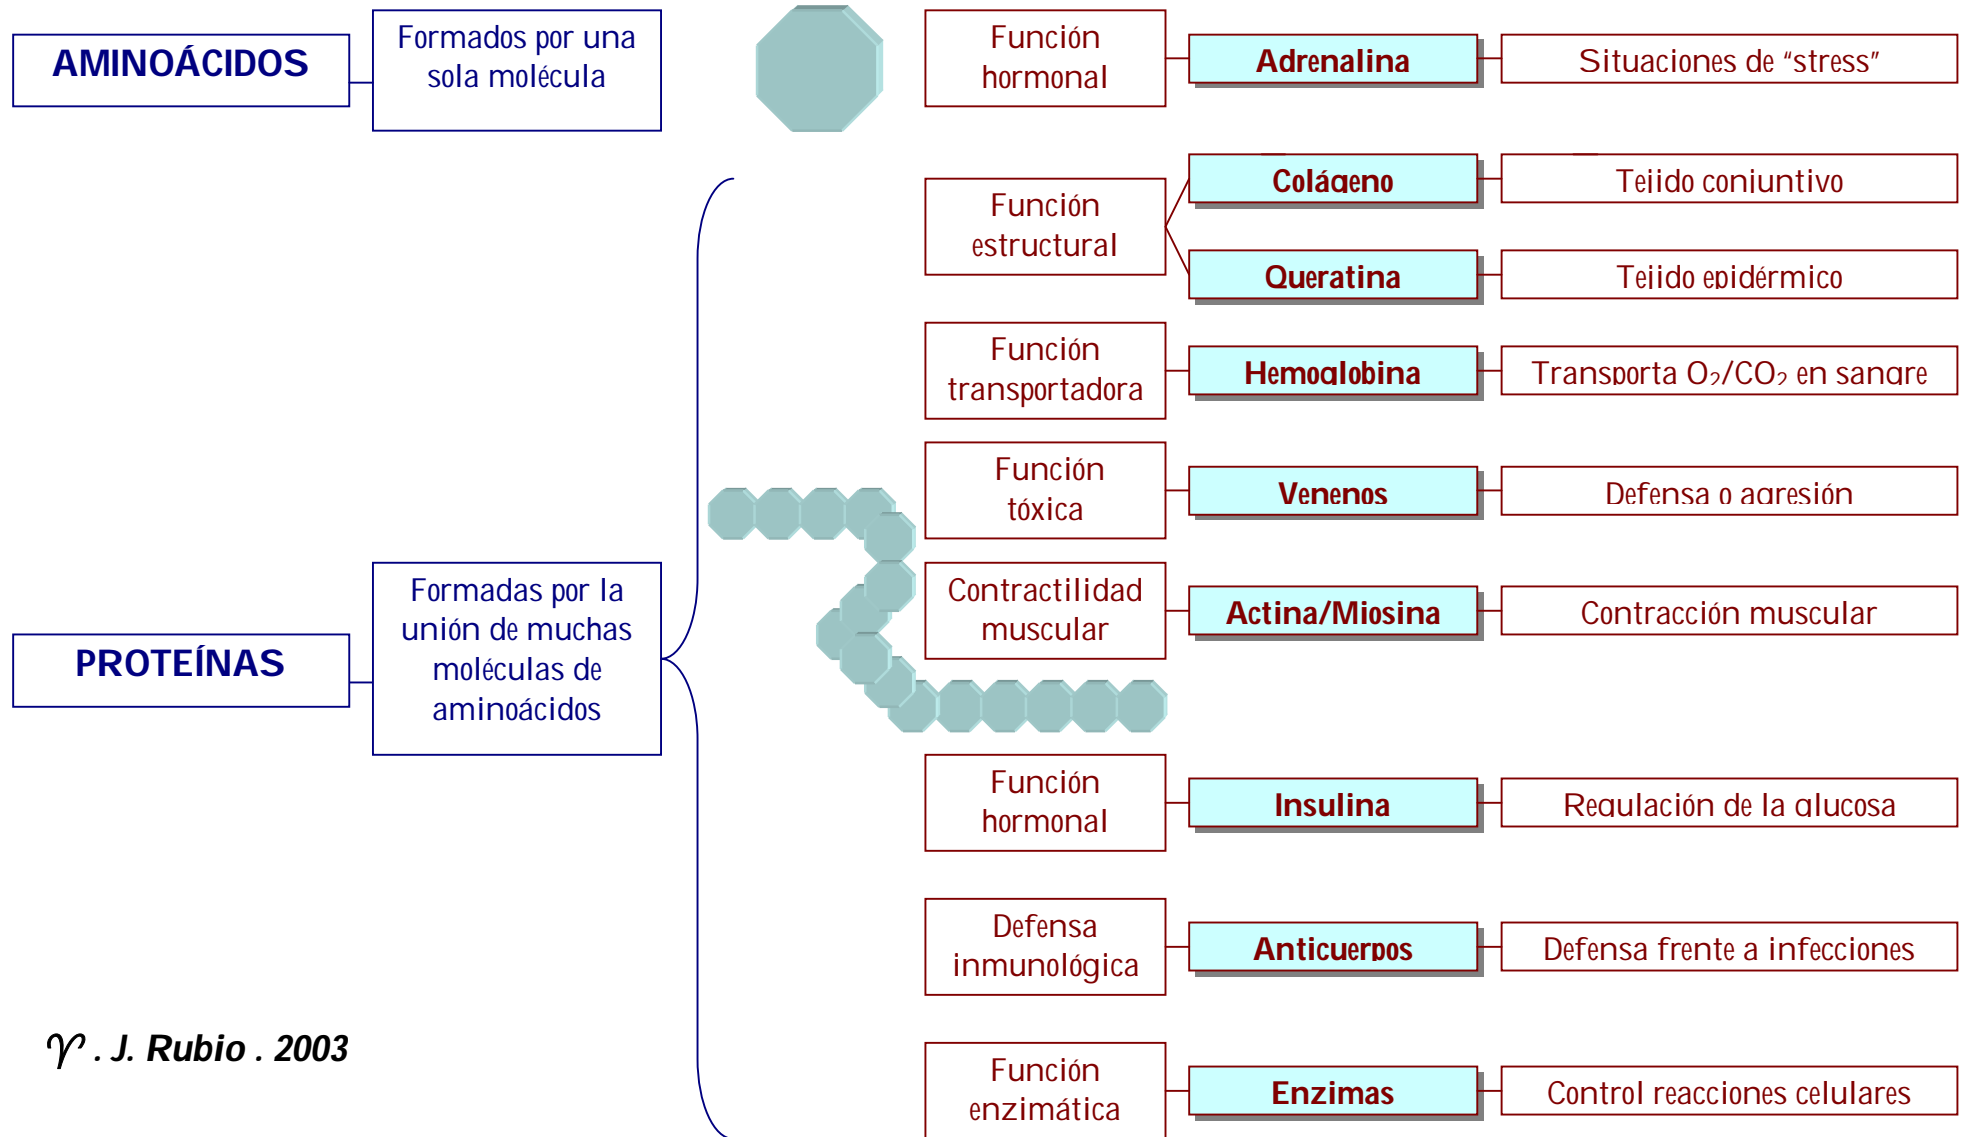 AMINOÁCIDOS
Formados por una
sola molécula
Función
hormonal
Adrenalina
Situaciones de “stress”
Función
estructural
Colágeno
Tejido conjuntivo
Queratina
Tejido epidérmico
Función
transportadora
Hemoglobina
Transporta O₂/CO₂ en sangre
Función
tóxica
Venenos
Defensa o agresión
PROTEÍNAS
Formadas por la
unión de muchas
moléculas de
aminoácidos
Contractilidad
muscular
Actina/Miosina
Contracción muscular
Función
hormonal
Insulina
Regulación de la glucosa
Defensa
inmunológica
Anticuerpos
Defensa frente a infecciones
Función
enzimática
Enzimas
Control reacciones celulares
♈. J. Rubio . 2003